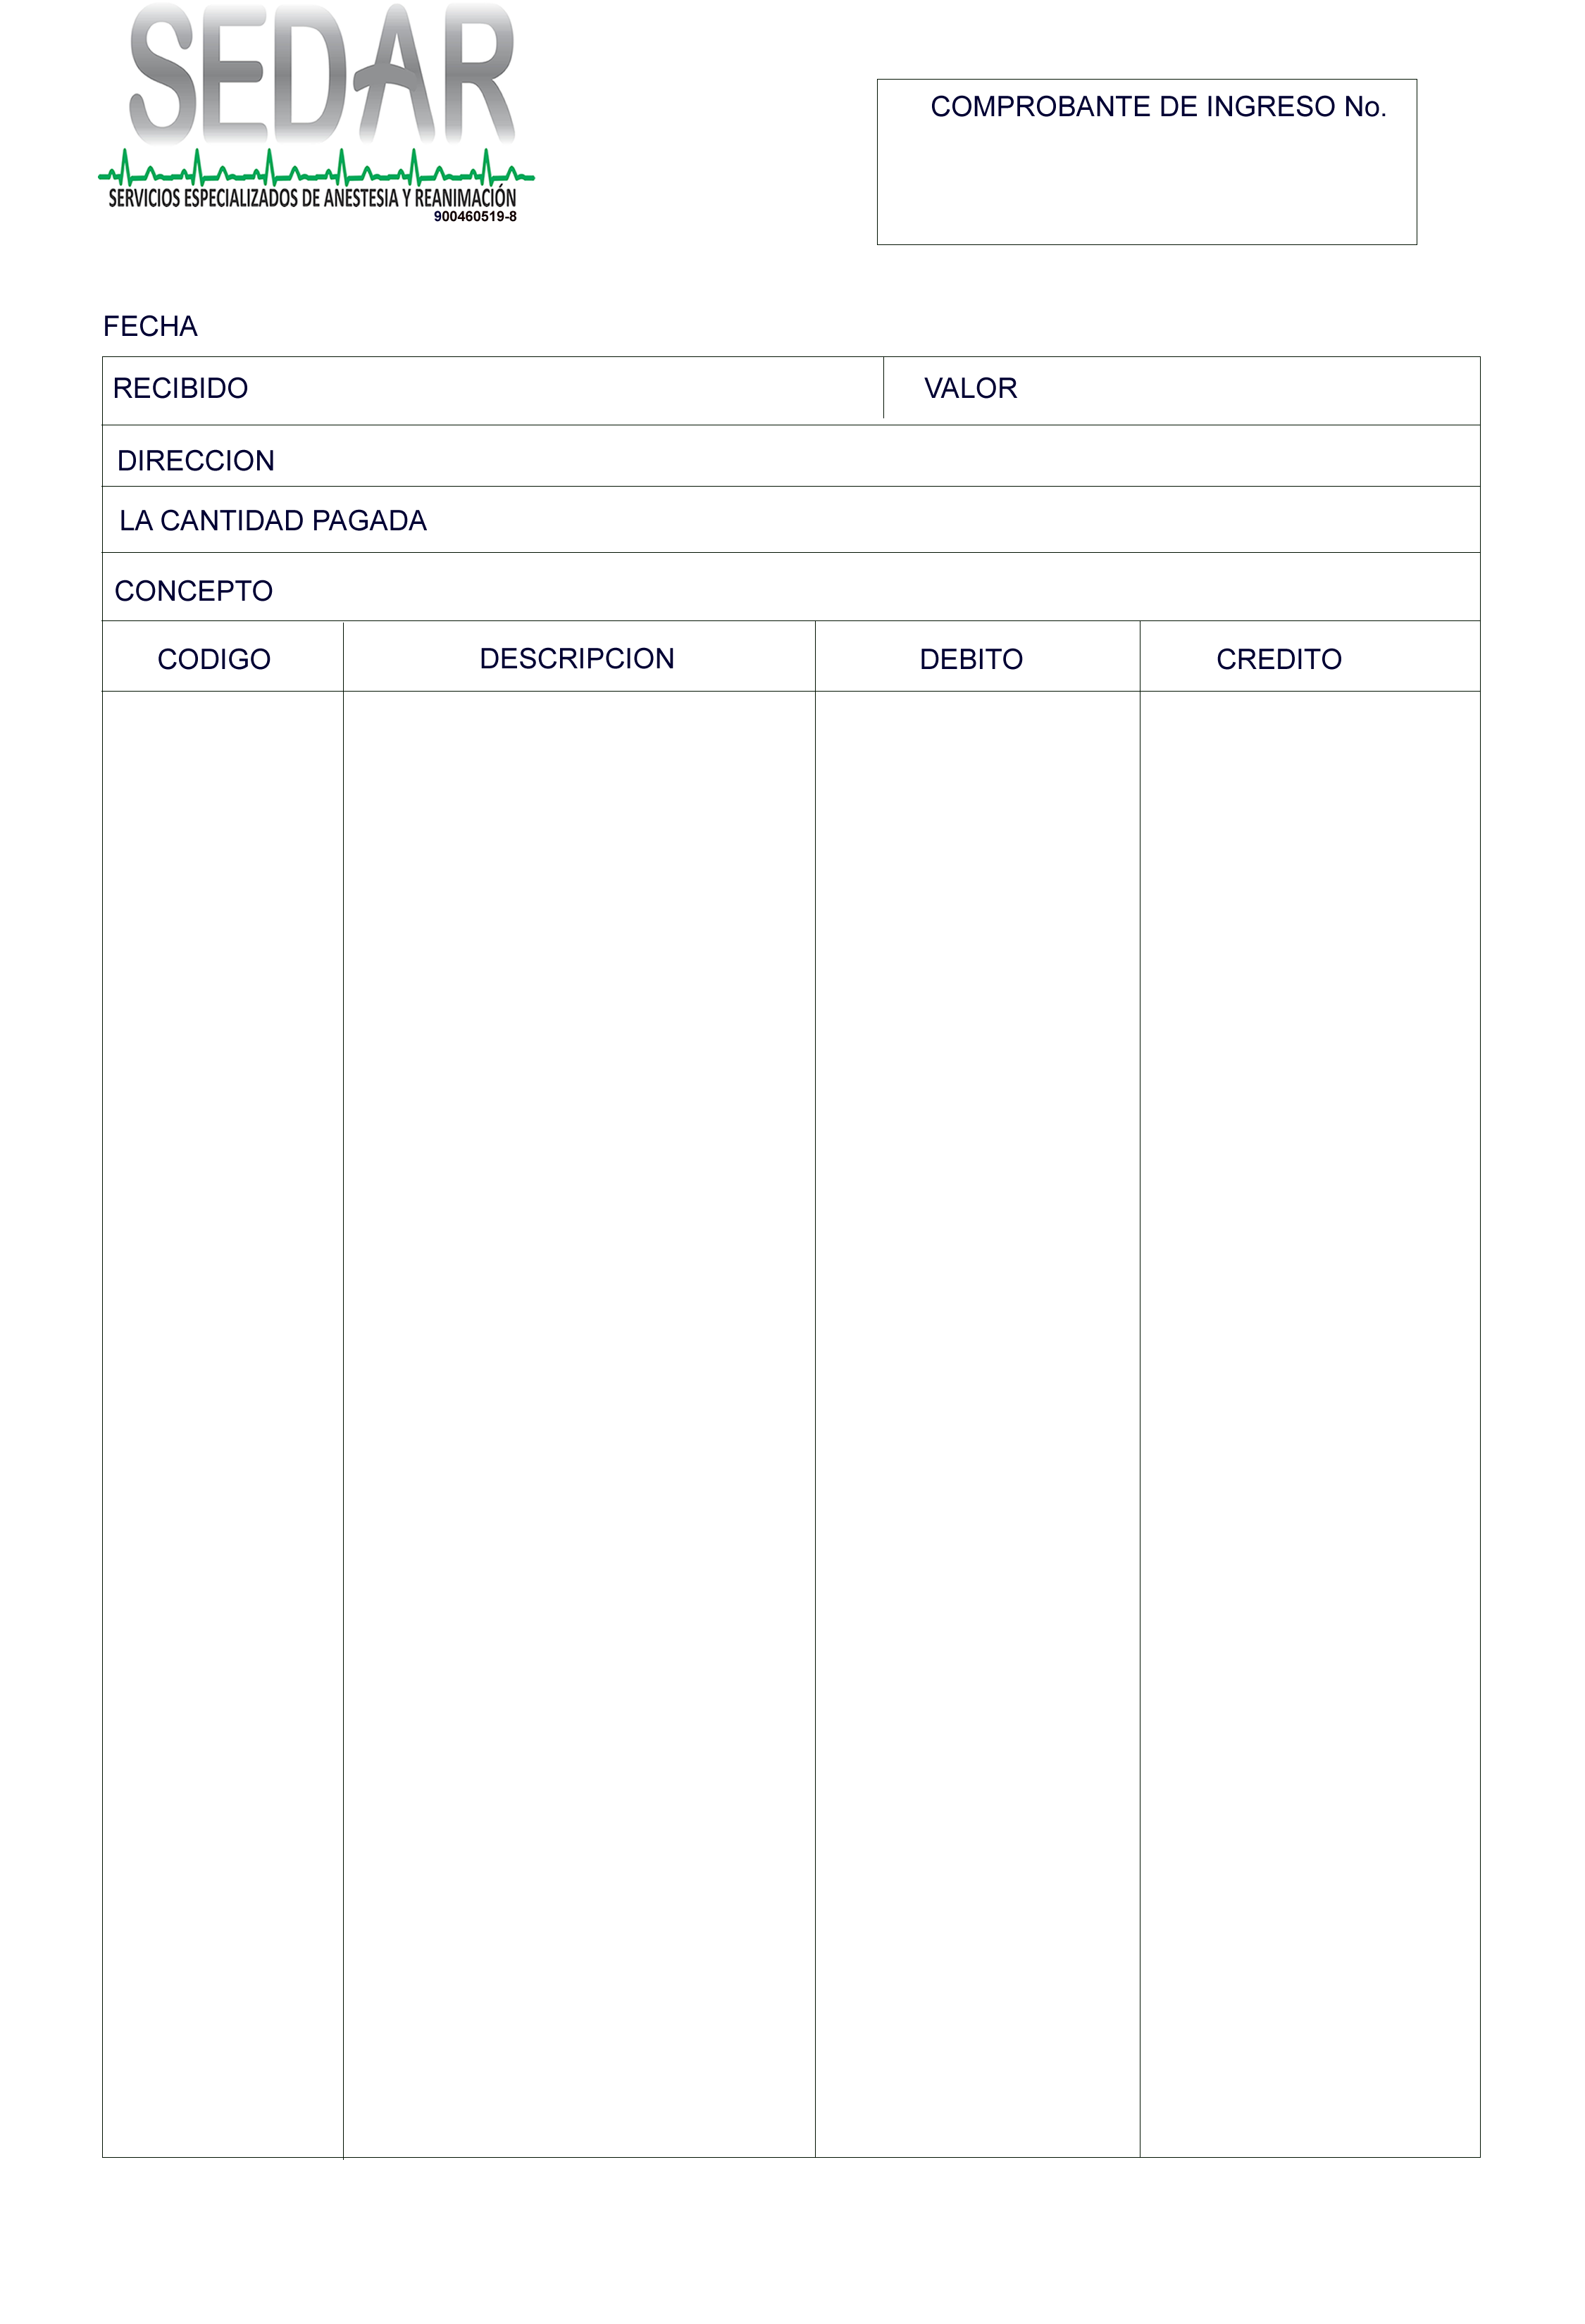 SEDAR
SERVICIOS ESPECIALIZADOS DE ANESTESIA Y REANIMACIÓN
900460519-8
COMPROBANTE DE INGRESO No.
FECHA
RECIBIDO VALOR
DIRECCION
LA CANTIDAD PAGADA
CONCEPTO
CODIGO DESCRIPCION DEBITO CREDITO